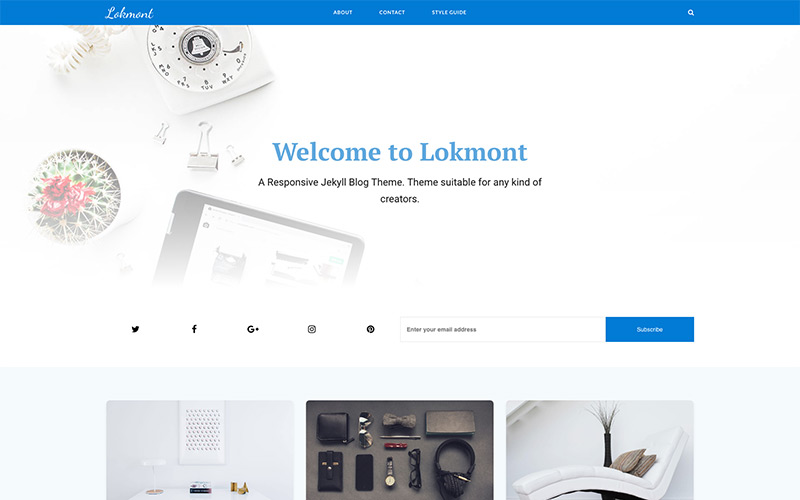 Lokmont
ABOUT
CONTACT
STYLE GUIDE
Welcome to Lokmont
A Responsive Jekyll Blog Theme. Theme suitable for any kind of
creators.
Enter your email address
Subscribe